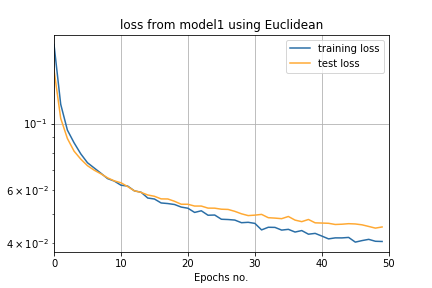 loss from model1 using Euclidean
training loss
test loss
10⁻¹
6 × 10⁻²
4 × 10⁻²
0 10 20 30 40 50
Epochs no.